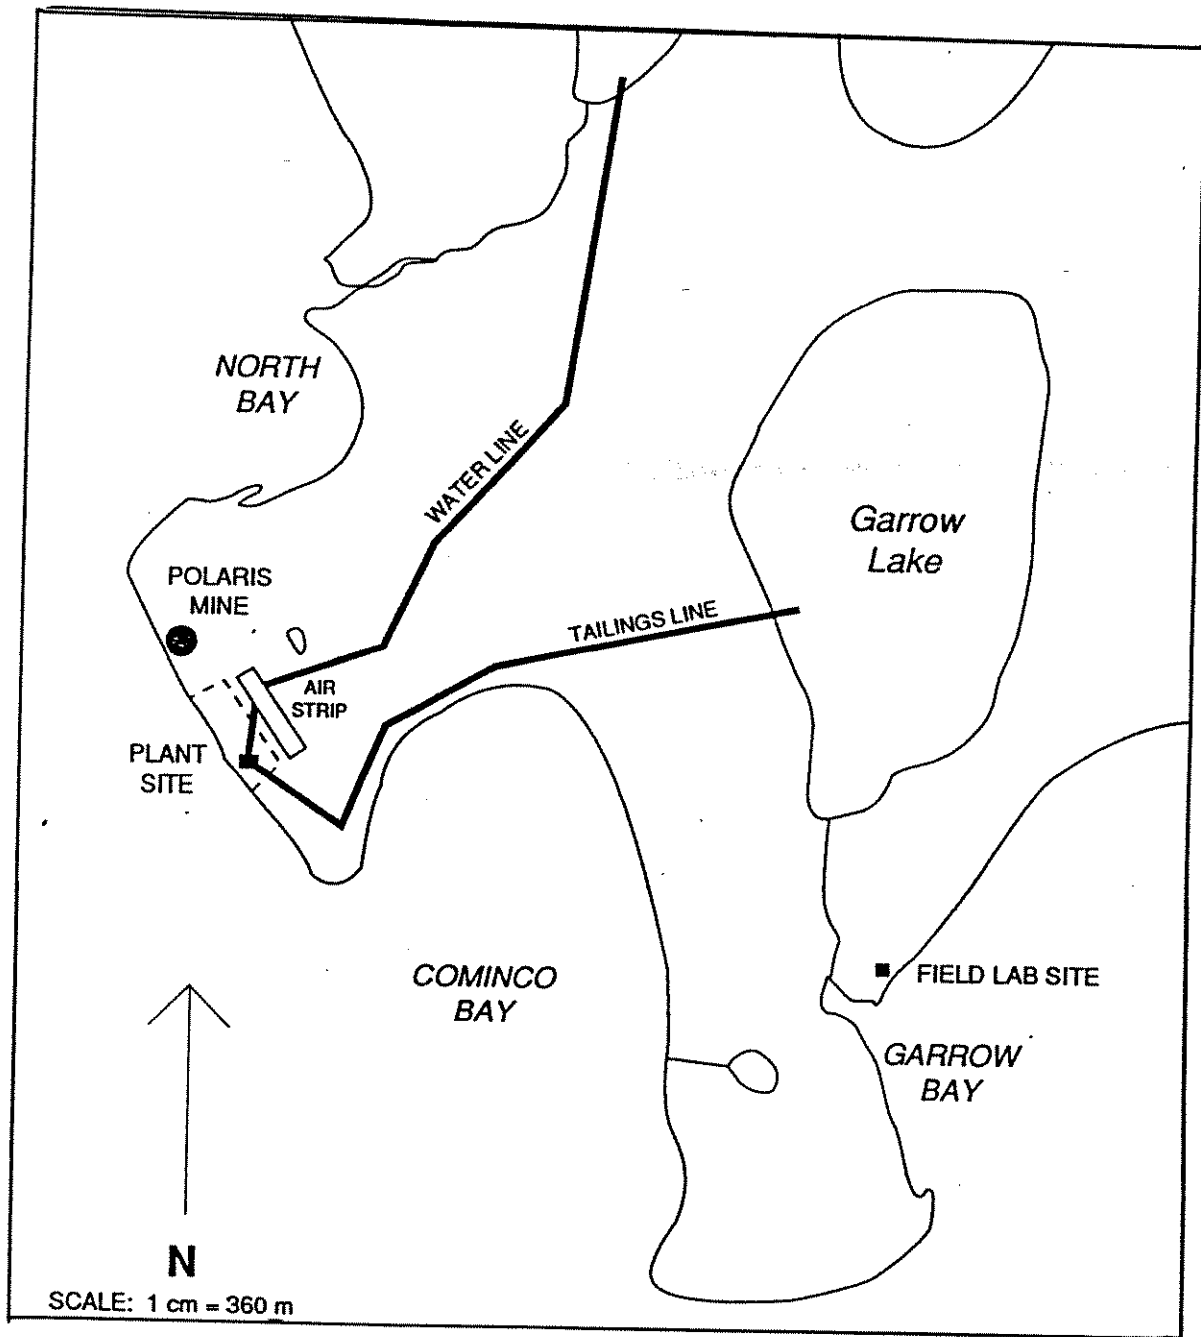 NORTH
BAY
WATER LINE
Garrow
Lake
POLARIS
MINE
TAILINGS LINE
AIR
STRIP
PLANT
SITE
COMINCO
BAY
FIELD LAB SITE
GARROW
BAY
N
SCALE: 1 cm = 360 m